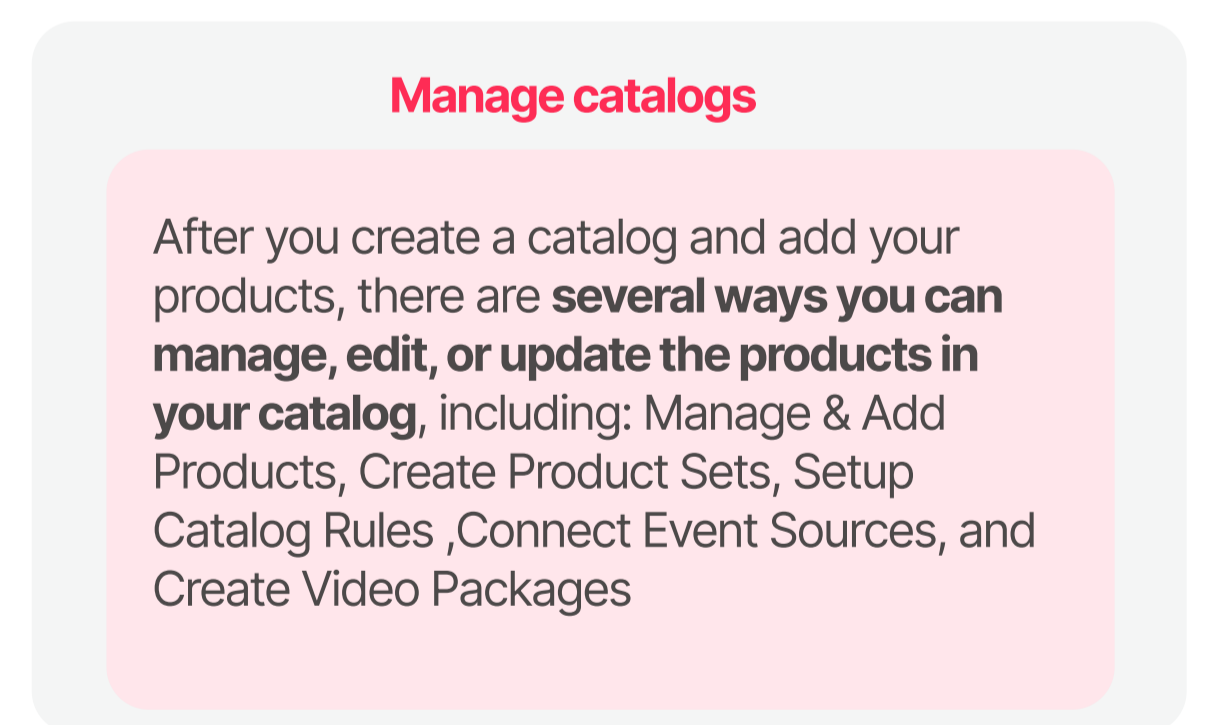 Manage catalogs
After you create a catalog and add your
products, there are several ways you can
manage, edit, or update the products in
your catalog, including: Manage & Add
Products, Create Product Sets, Setup
Catalog Rules ,Connect Event Sources, and
Create Video Packages